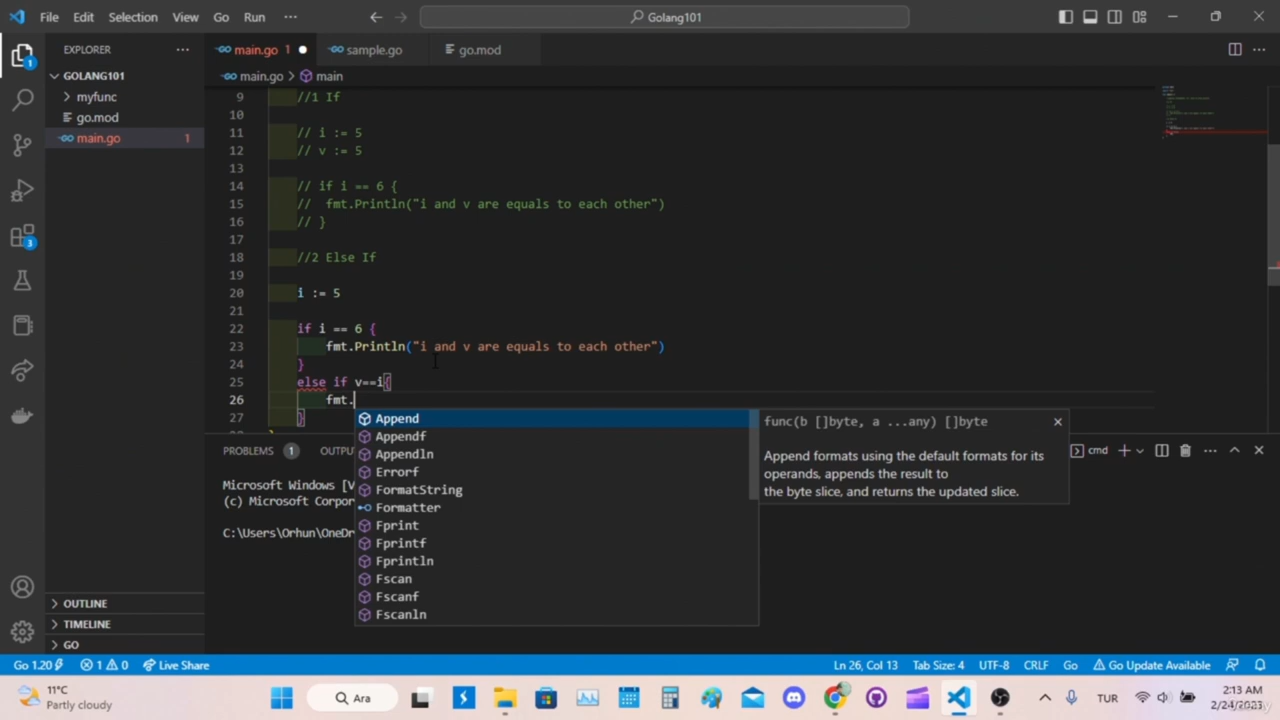 File Edit Selection View Go Run ··· Golang101
EXPLORER ··· main.go 1 sample.go go.mod
GOLANG101
myfunc
go.mod
main.go 1
main.go > main
9 //1 If
10
11 // i := 5
12 // v := 5
13
14 // if i == 6 {
15 // fmt.Println("i and v are equals to each other")
16 // }
17
18 //2 Else If
19
20 i := 5
21
22 if i == 6 {
23 fmt.Println("i and v are equals to each other")
24 }
25 else if v==i{
26 fmt.
27 }
Append
Appendf
Appendln
Errorf
FormatString
Formatter
Fprint
Fprintf
Fprintln
Fscan
Fscanf
Fscanln
func(b []byte, a ...any) []byte
Append formats using the default formats for its
operands, appends the result to
the byte slice, and returns the updated slice.
PROBLEMS 1 OUTPU
cmd
Microsoft Windows [V
(c) Microsoft Corpor
C:\Users\Orhun\OneDr
OUTLINE
TIMELINE
GO
1
3
Go 1.20 1 0 Live Share Ln 26, Col 13 Tab Size: 4 UTF-8 CRLF Go Go Update Available
11°C
Partly cloudy
Ara
TUR
2:13 AM
2/24/2023